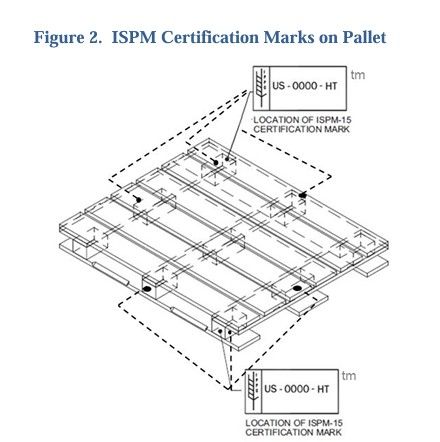 Figure 2.  ISPM Certification Marks on Pallet
US - 0000 - HT
tm
LOCATION OF ISPM-15
CERTIFICATION MARK
US - 0000 - HT
tm
LOCATION OF ISPM-15
CERTIFICATION MARK